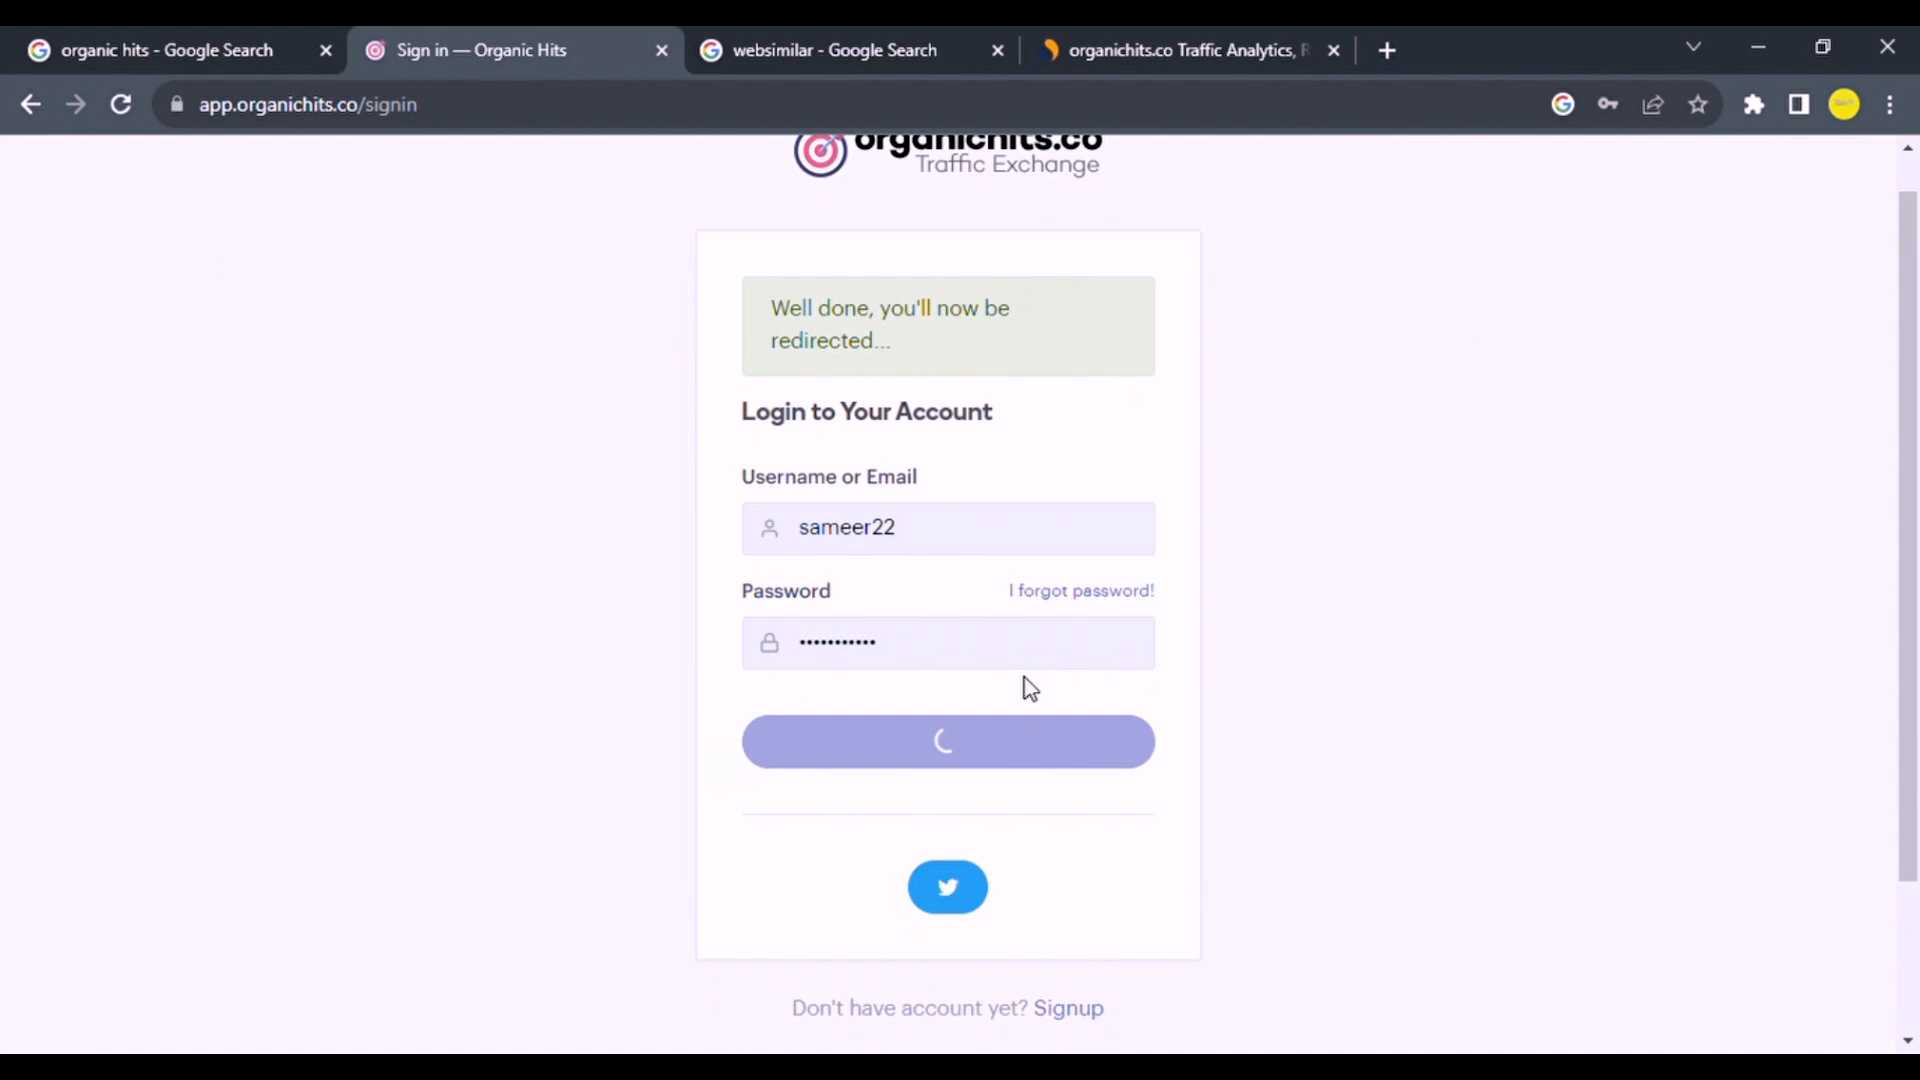 organic hits - Google Search
Sign in — Organic Hits
websimilar - Google Search
organichits.co Traffic Analytics, R
app.organichits.co/signin
organichits.co
Traffic Exchange
Well done, you'll now be
redirected...
Login to Your Account
Username or Email
sameer22
Password
I forgot password!
•••••••••••
Don't have account yet? Signup